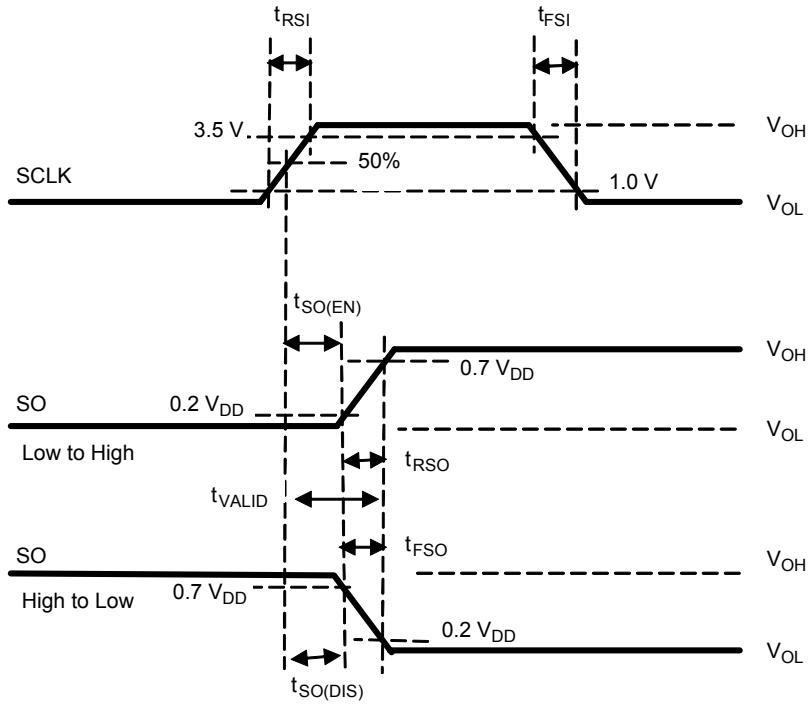 tRSI
tFSI
VOH
3.5 V
50%
SCLK
1.0 V
VOL
tSO(EN)
VOH
0.7 VDD
SO
0.2 VDD
VOL
Low to High
tRSO
tVALID
tFSO
SO
VOH
High to Low
0.7 VDD
0.2 VDD
VOL
tSO(DIS)